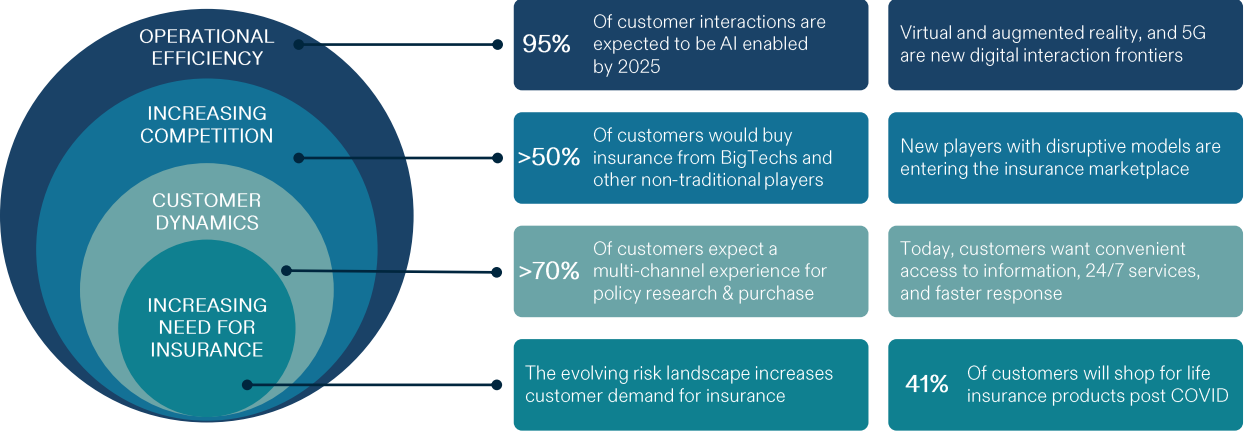 OPERATIONAL
EFFICIENCY
95%
Of customer interactions are
expected to be AI enabled
by 2025
Virtual and augmented reality, and 5G
are new digital interaction frontiers
INCREASING
COMPETITION
>50%
Of customers would buy
insurance from BigTechs and
other non-traditional players
New players with disruptive models are
entering the insurance marketplace
CUSTOMER
DYNAMICS
>70%
Of customers expect a
multi-channel experience for
policy research & purchase
Today, customers want convenient
access to information, 24/7 services,
and faster response
INCREASING
NEED FOR
INSURANCE
The evolving risk landscape increases
customer demand for insurance
41%
Of customers will shop for life
insurance products post COVID